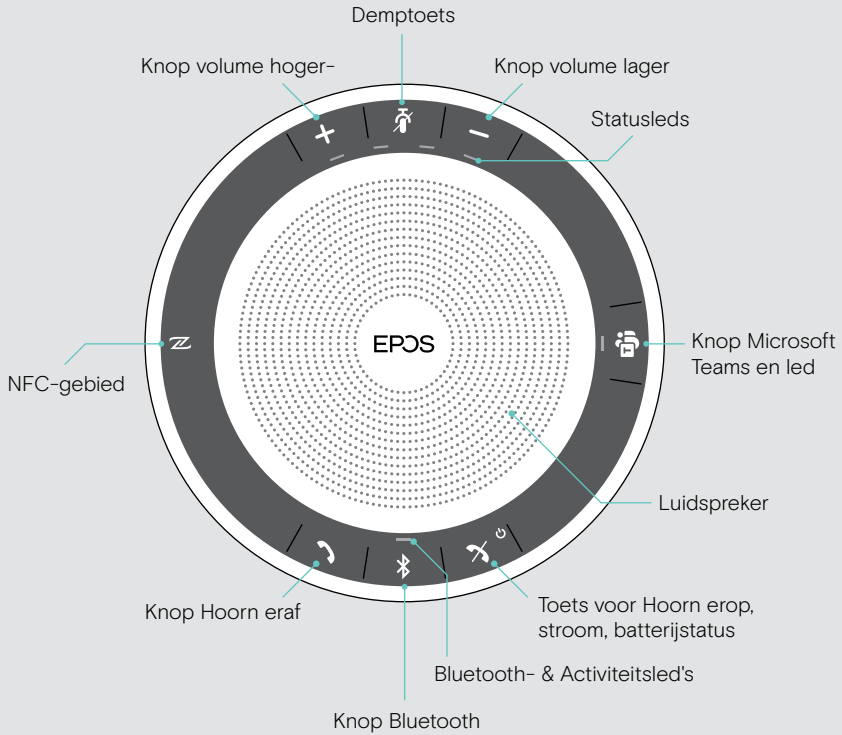 Demptoets
Knop volume hoger-
Knop volume lager
Statusleds
EPOS
Knop Microsoft
Teams en led
NFC-gebied
Luidspreker
Knop Hoorn eraf
Toets voor Hoorn erop,
stroom, batterijstatus
Bluetooth- & Activiteitsled's
Knop Bluetooth